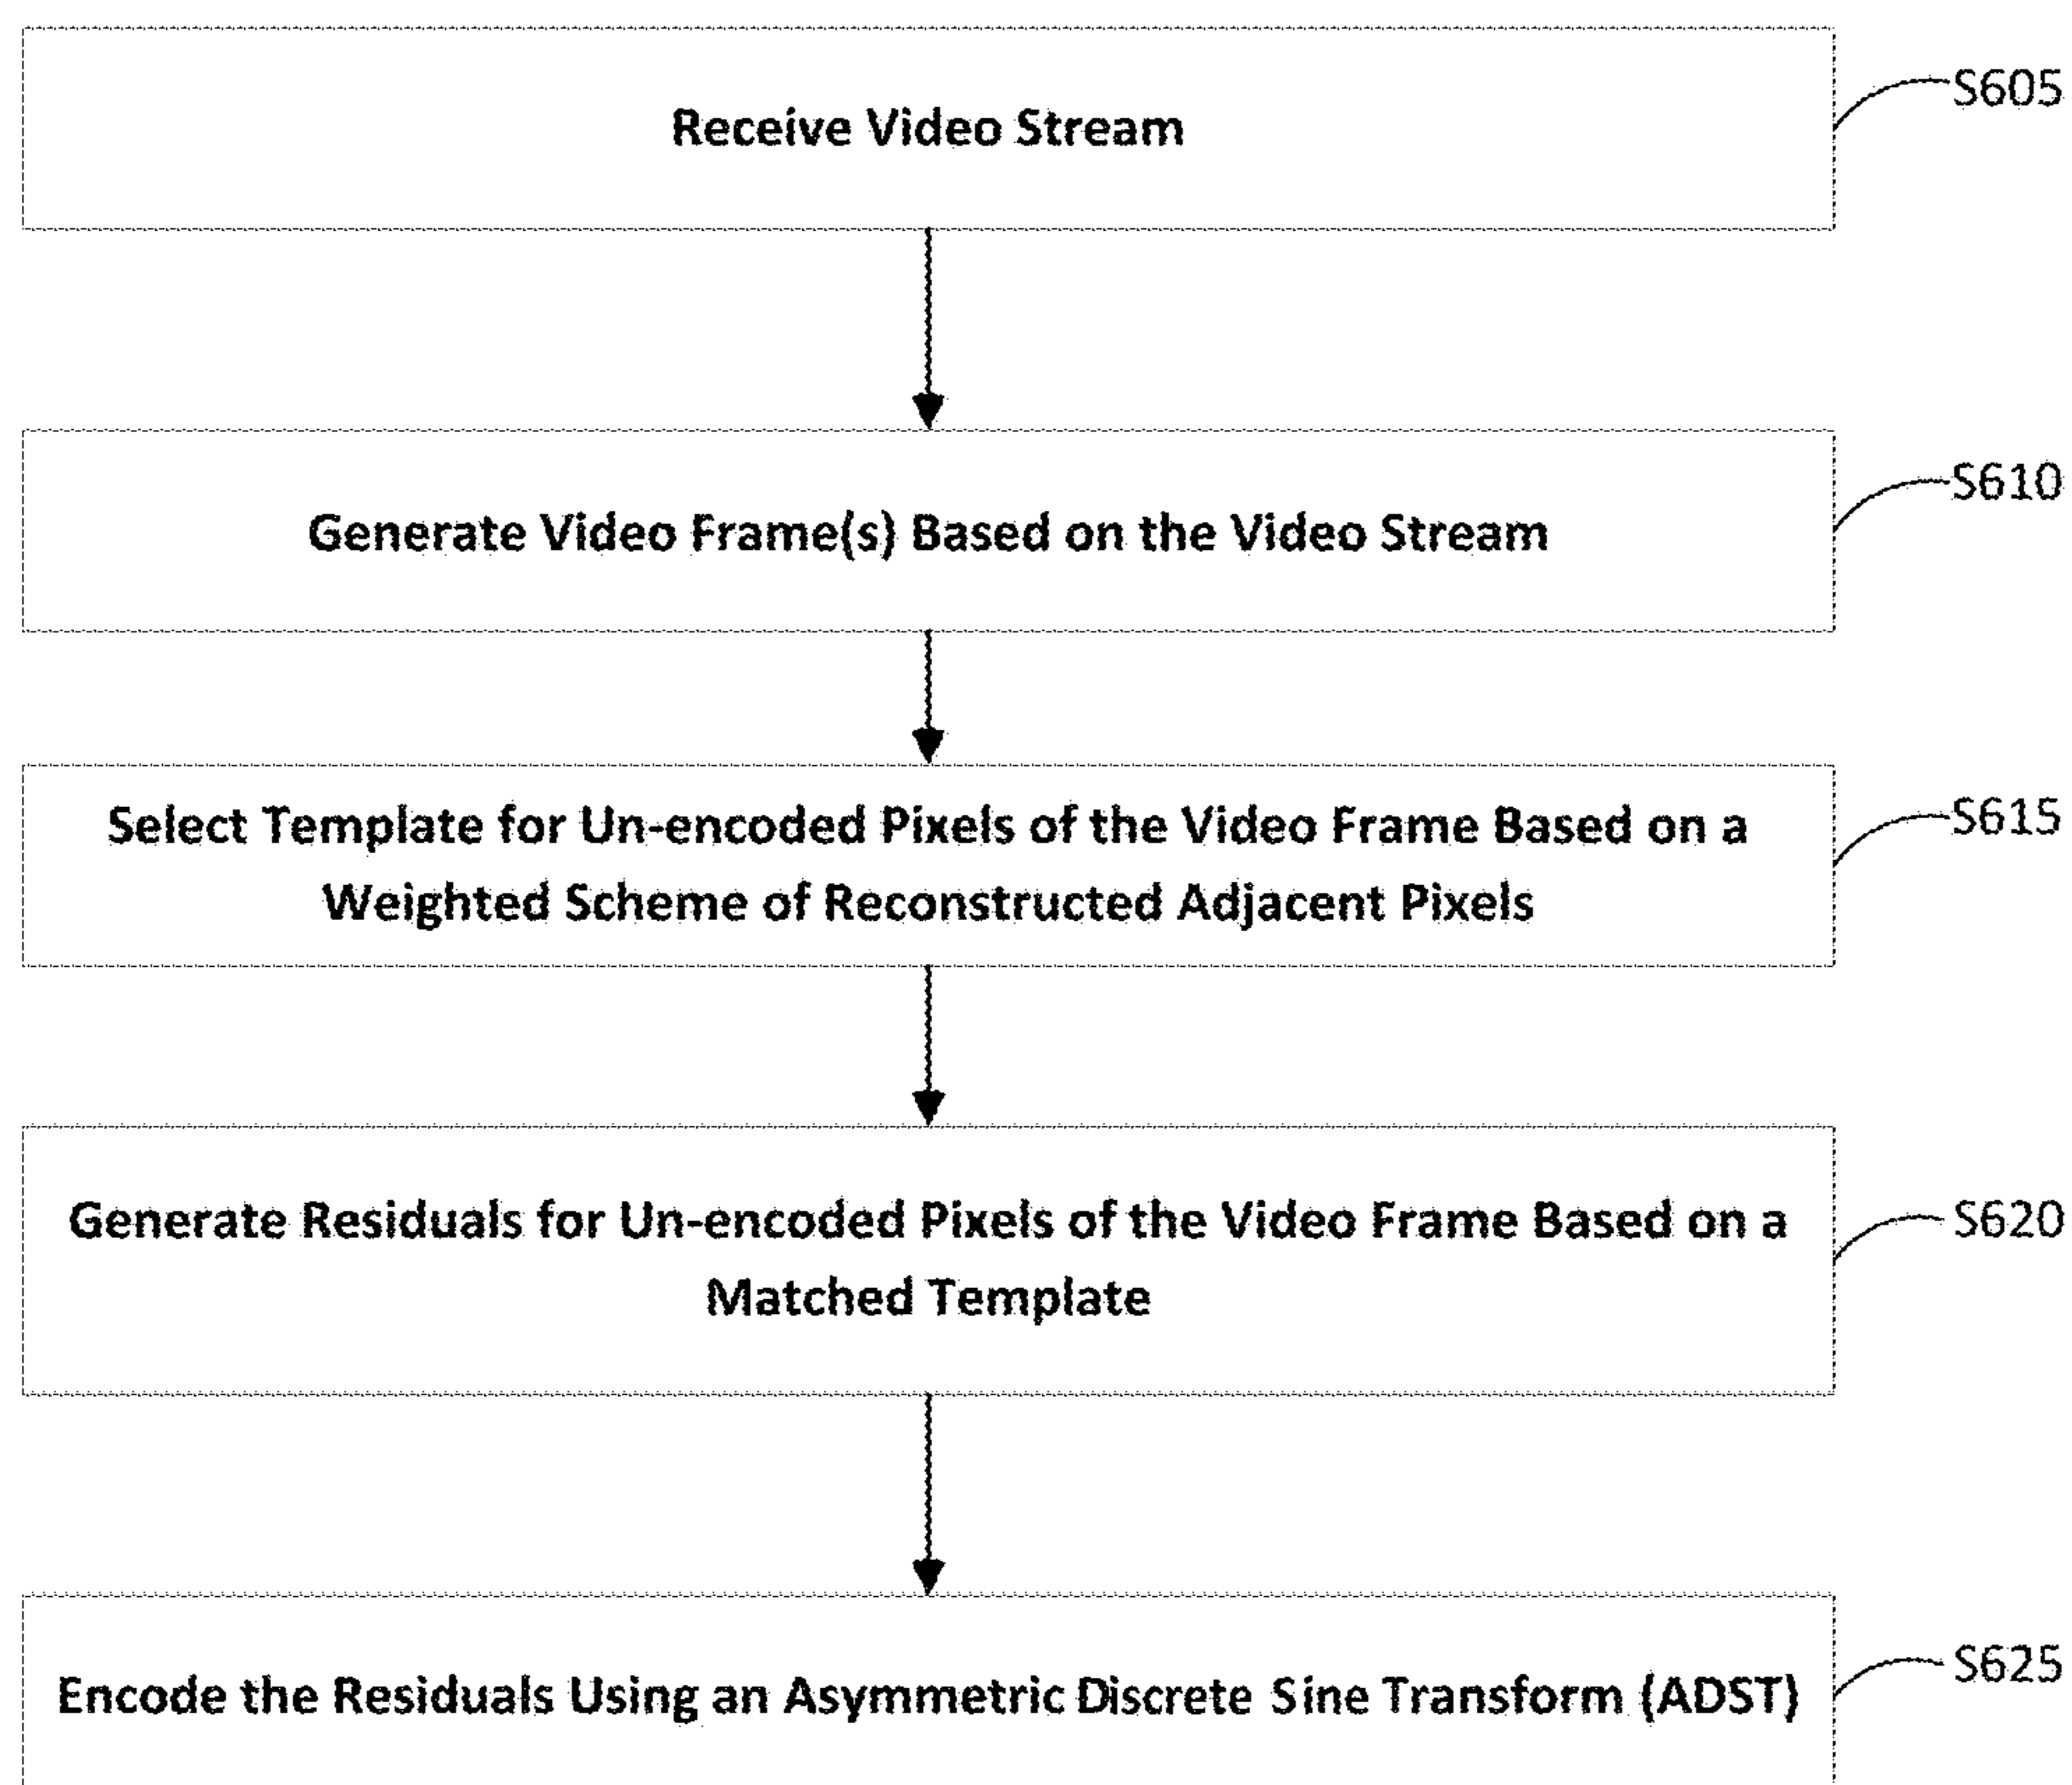 Receive Video Stream
S605
Generate Video Frame(s) Based on the Video Stream
S610
Select Template for Un-encoded Pixels of the Video Frame Based on a
Weighted Scheme of Reconstructed Adjacent Pixels
S615
Generate Residuals for Un-encoded Pixels of the Video Frame Based on a
Matched Template
S620
Encode the Residuals Using an Asymmetric Discrete Sine Transform (ADST)
S625